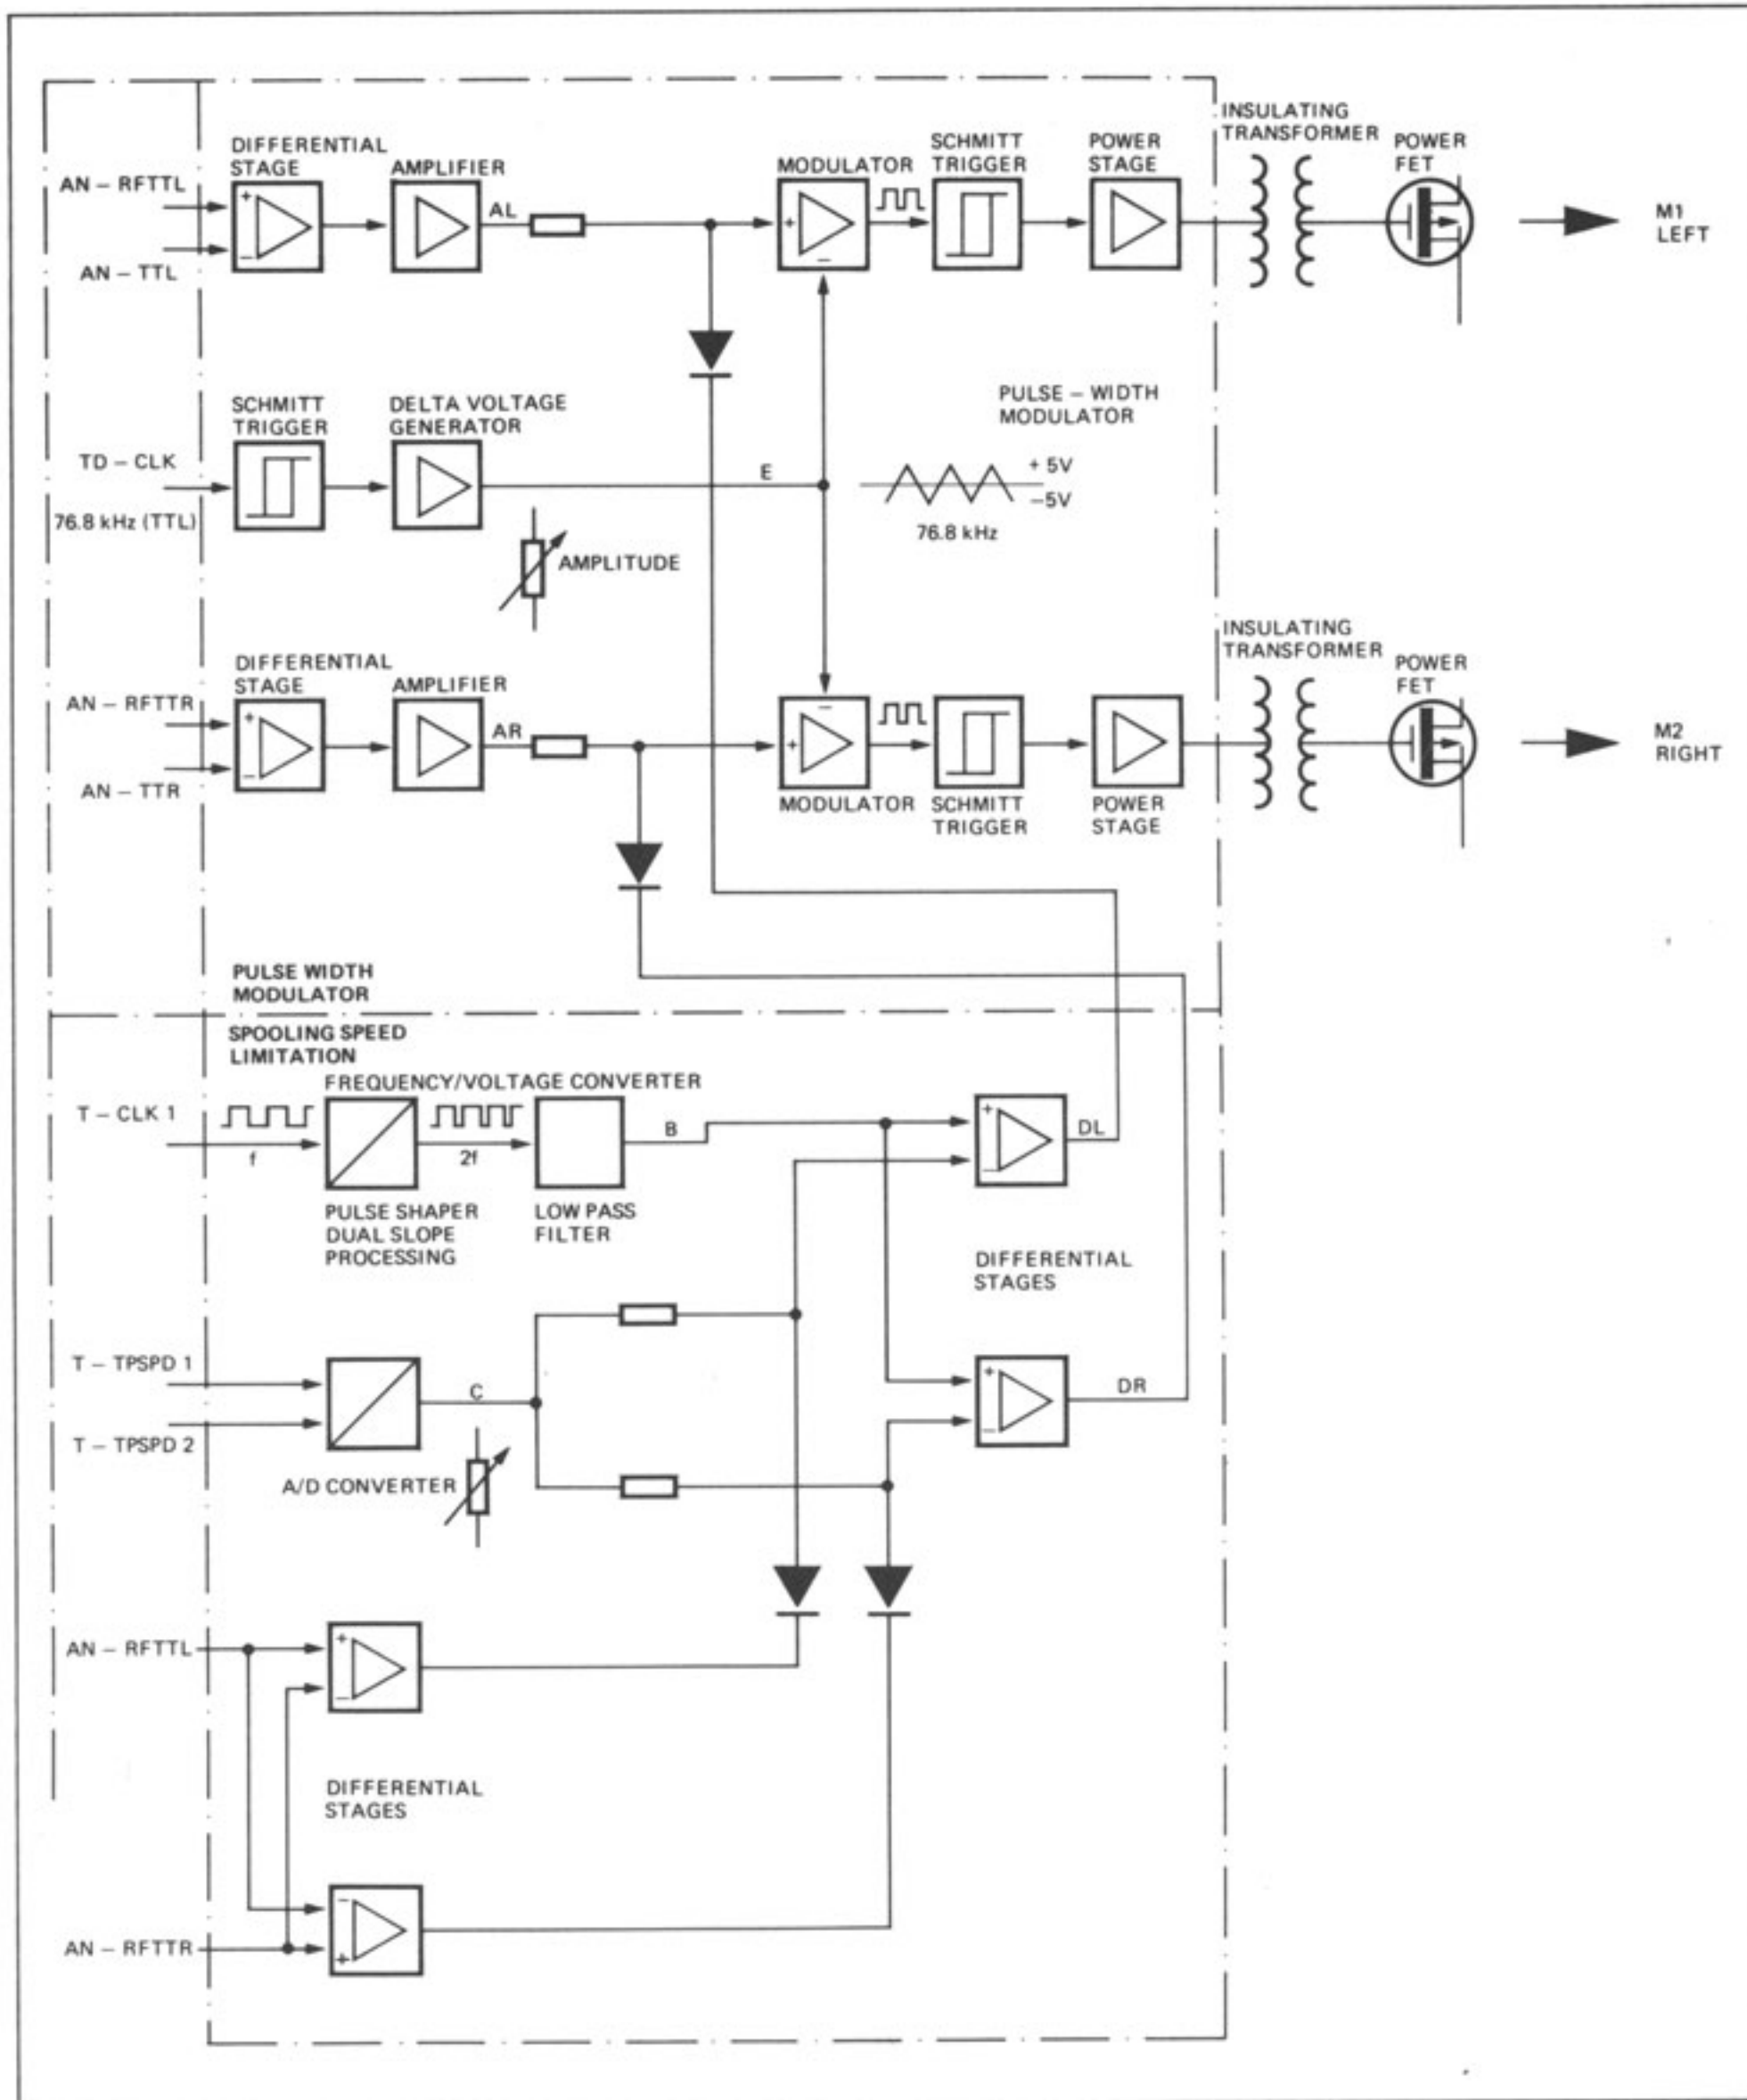 INSULATING
TRANSFORMER
DIFFERENTIAL
STAGE
AMPLIFIER
MODULATOR
SCHMITT
TRIGGER
POWER
STAGE
POWER
FET
AN – RFTTL
+
AL
+
M1
LEFT
–
–
AN – TTL
SCHMITT
TRIGGER
DELTA VOLTAGE
GENERATOR
PULSE – WIDTH
MODULATOR
TD – CLK
E
+ 5V
–5V
76.8 kHz (TTL)
76.8 kHz
AMPLITUDE
INSULATING
TRANSFORMER
DIFFERENTIAL
STAGE
AMPLIFIER
POWER
FET
AN – RFTTR
+
AR
–
+
M2
RIGHT
–
AN – TTR
MODULATOR
SCHMITT
TRIGGER
POWER
STAGE
PULSE WIDTH
MODULATOR
SPOOLING SPEED
LIMITATION
FREQUENCY/VOLTAGE CONVERTER
T – CLK 1
f
2f
B
+
–
DL
PULSE SHAPER
DUAL SLOPE
PROCESSING
LOW PASS
FILTER
DIFFERENTIAL
STAGES
T – TPSPD 1
C
+
–
DR
T – TPSPD 2
A/D CONVERTER
AN – RFTTL
+
–
DIFFERENTIAL
STAGES
–
AN – RFTTR
+